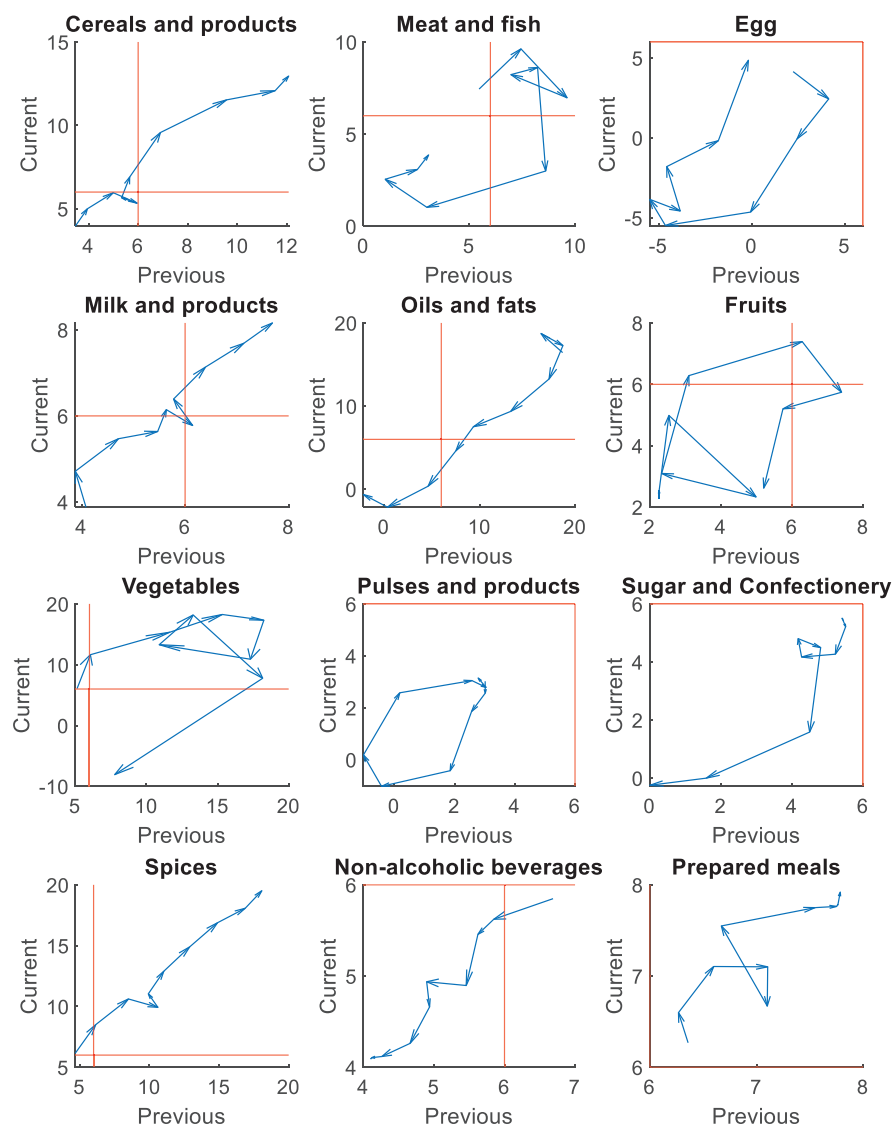 Cereals and products
Meat and fish
Egg
15
10
5
Current
4 6 8 10 12
Previous
10
5
0
Current
0 5 10
Previous
5
0
-5
Current
-5 0 5
Previous
Milk and products
Oils and fats
Fruits
8
6
4
Current
4 6 8
Previous
20
10
0
Current
0 10 20
Previous
8
6
4
2
Current
2 4 6 8
Previous
Vegetables
Pulses and products
Sugar and Confectionery
20
10
0
-10
Current
5 10 15 20
Previous
6
4
2
0
Current
0 2 4 6
Previous
6
4
2
0
Current
0 2 4 6
Previous
Spices
Non-alcoholic beverages
Prepared meals
20
15
10
5
Current
5 10 15 20
Previous
6
5
4
Current
4 5 6 7
Previous
8
7
6
Current
6 7 8
Previous